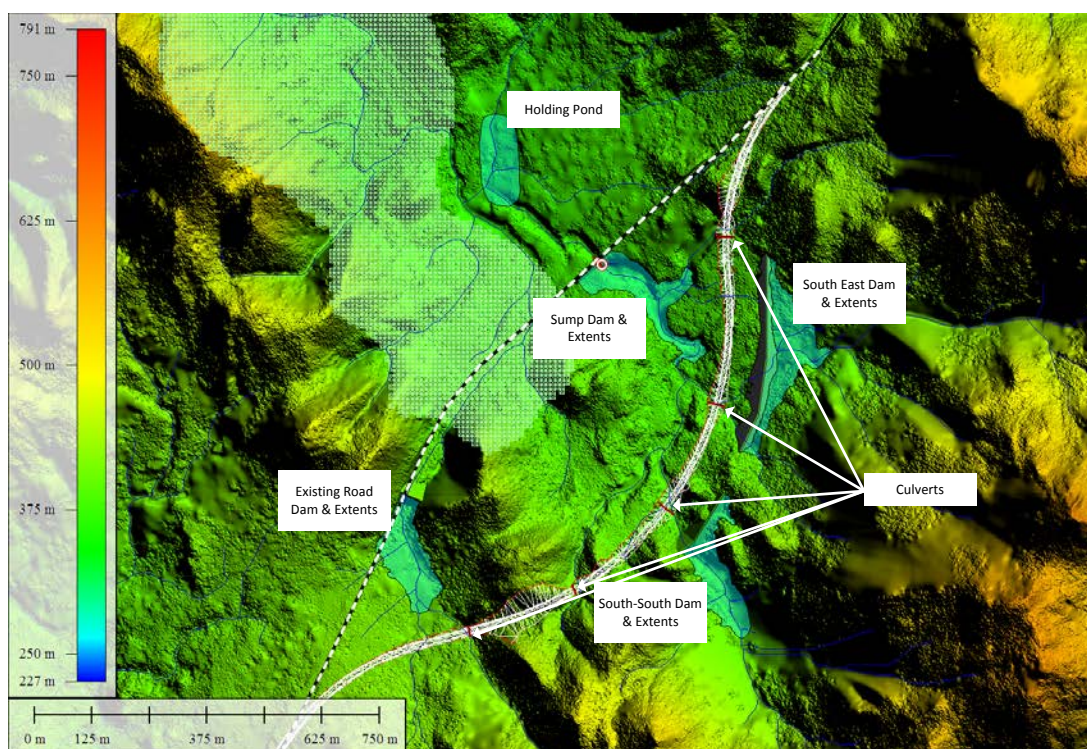 791 m
750 m
625 m
500 m
375 m
250 m
227 m
Holding Pond
South East Dam
& Extents
Sump Dam &
Extents
Existing Road
Dam & Extents
Culverts
South-South Dam
& Extents
0 m 125 m 375 m 625 m 750 m